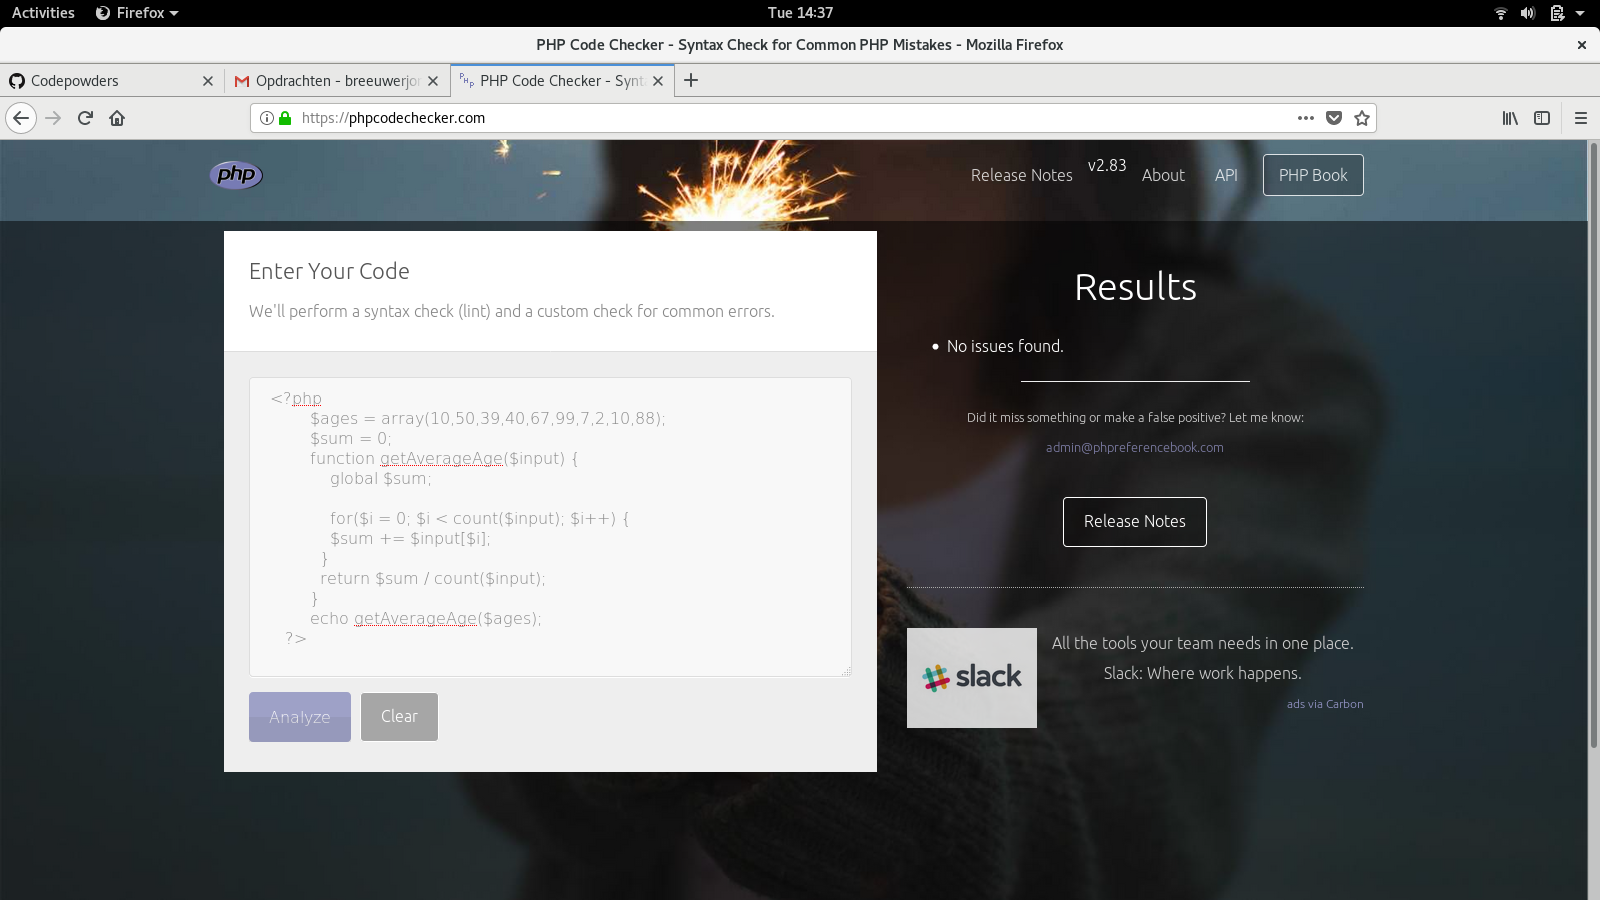 Activities Firefox Tue 14:37
PHP Code Checker - Syntax Check for Common PHP Mistakes - Mozilla Firefox
Codepowders Opdrachten - breeuwerjo PHP Code Checker - Synt
https://phpcodechecker.com
php Release Notes v2.83 About API PHP Book
Enter Your Code
We'll perform a syntax check (lint) and a custom check for common errors.
<?php
$ages = array(10,50,39,40,67,99,7,2,10,88);
$sum = 0;
function getAverageAge($input) {
global $sum;
for($i = 0; $i < count($input); $i++) {
$sum += $input[$i];
}
return $sum / count($input);
}
echo getAverageAge($ages);
?>
Analyze Clear
Results
No issues found.
Did it miss something or make a false positive? Let me know:
admin@phpreferencebook.com
Release Notes
slack
All the tools your team needs in one place.
Slack: Where work happens.
ads via Carbon